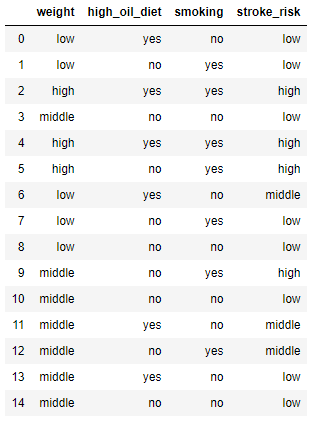 weight high_oil_diet smoking stroke_risk
0 low yes no low
1 low no yes low
2 high yes yes high
3 middle no no low
4 high yes yes high
5 high no yes high
6 low yes no middle
7 low no yes low
8 low no no low
9 middle no yes high
10 middle no no low
11 middle yes no middle
12 middle no yes middle
13 middle yes no low
14 middle no no low